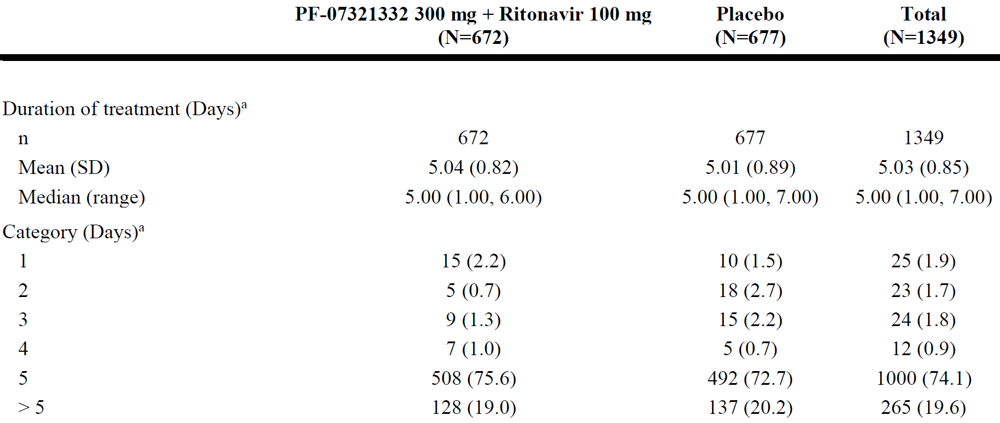 PF-07321332 300 mg + Ritonavir 100 mg Placebo Total
(N=672) (N=677) (N=1349)
Duration of treatment (Days)ᵃ
n 672 677 1349
Mean (SD) 5.04 (0.82) 5.01 (0.89) 5.03 (0.85)
Median (range) 5.00 (1.00, 6.00) 5.00 (1.00, 7.00) 5.00 (1.00, 7.00)
Category (Days)ᵃ
1 15 (2.2) 10 (1.5) 25 (1.9)
2 5 (0.7) 18 (2.7) 23 (1.7)
3 9 (1.3) 15 (2.2) 24 (1.8)
4 7 (1.0) 5 (0.7) 12 (0.9)
5 508 (75.6) 492 (72.7) 1000 (74.1)
> 5 128 (19.0) 137 (20.2) 265 (19.6)